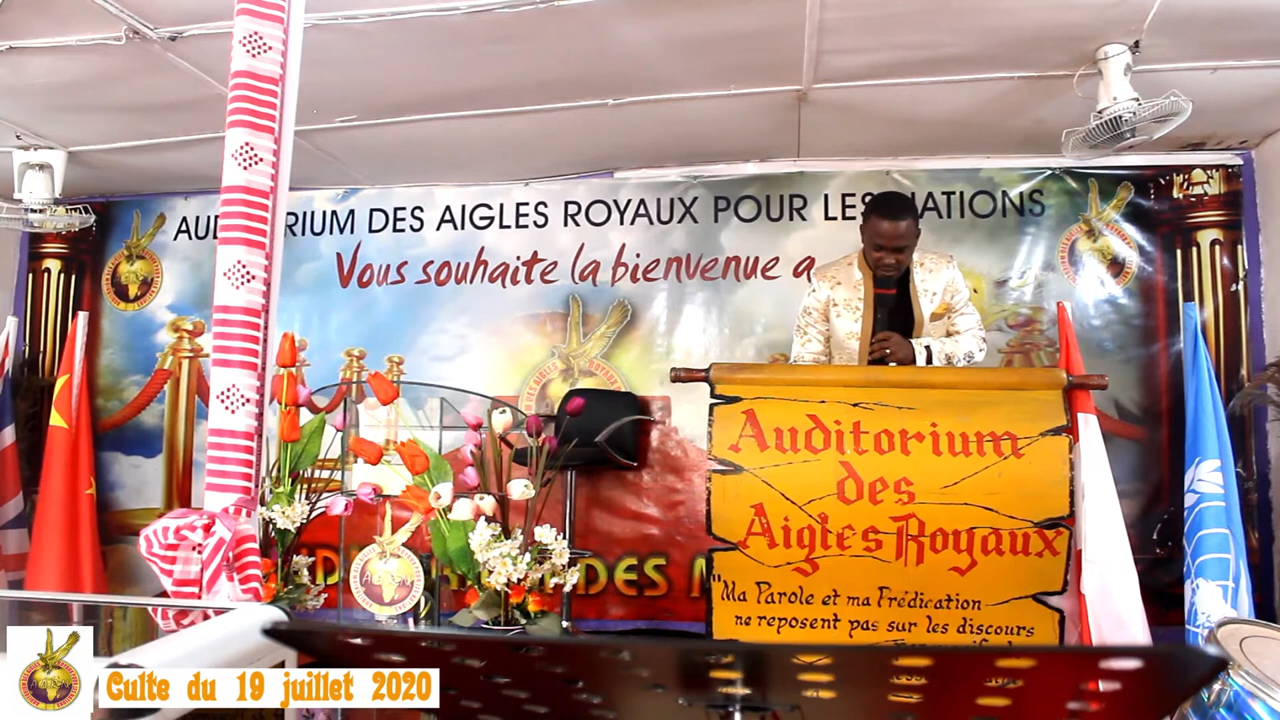 AUDITORIUM DES AIGLES ROYAUX POUR LES NATIONS
Vous souhaite la bienvenue a
Auditorium
des
Aigles Royaux
"Ma Parole et ma Prédication
ne reposent pas sur les discours
DES
Culte du 19 juillet 2020